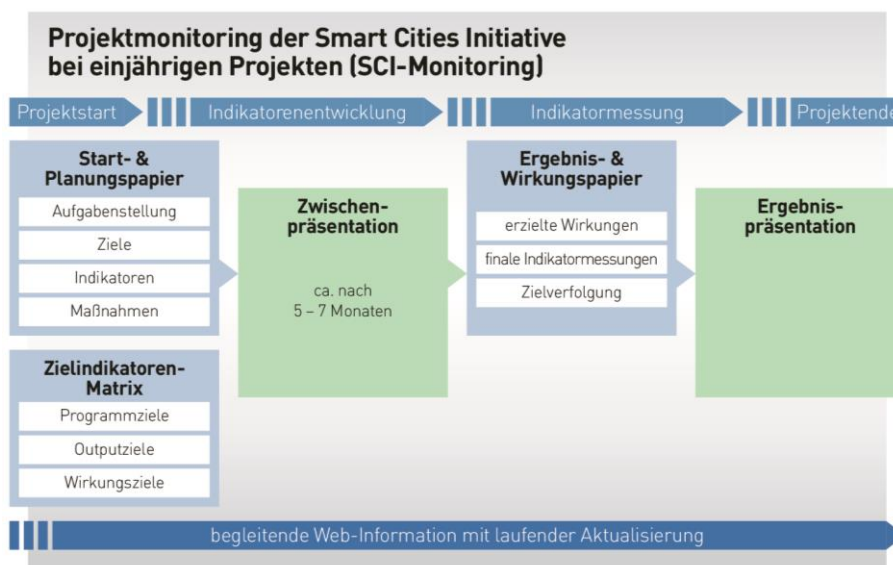 Projektmonitoring der Smart Cities Initiative
bei einjährigen Projekten (SCI-Monitoring)
Projektstart
Indikatorenentwicklung
Indikatormessung
Projektende
Start- &
Planungspapier
Aufgabenstellung
Ziele
Indikatoren
Maßnahmen
Zielindikatoren-
Matrix
Programmziele
Outputziele
Wirkungsziele
Zwischen-
präsentation
ca. nach
5 – 7 Monaten
Ergebnis- &
Wirkungspapier
erzielte Wirkungen
finale Indikatormessungen
Zielverfolgung
Ergebnis-
präsentation
begleitende Web-Information mit laufender Aktualisierung